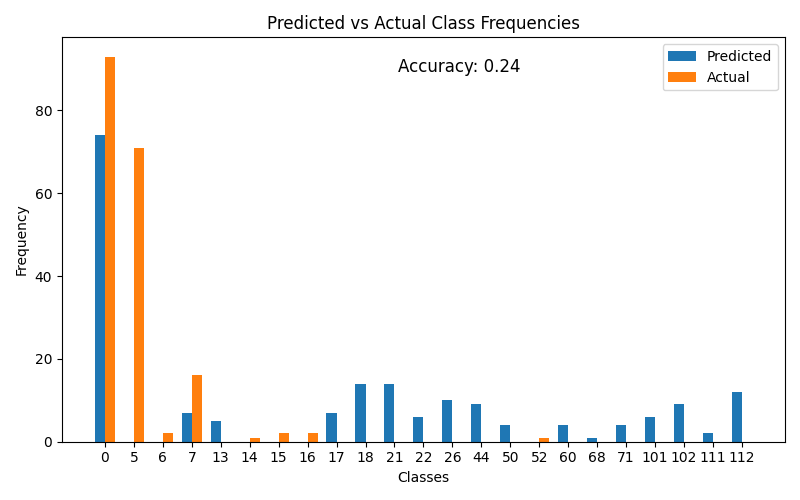 Predicted vs Actual Class Frequencies
Accuracy: 0.24
Predicted
Actual
Frequency
80
60
40
20
0
0 5 6 7 13 14 15 16 17 18 21 22 26 44 50 52 60 68 71 101 102 111 112
Classes